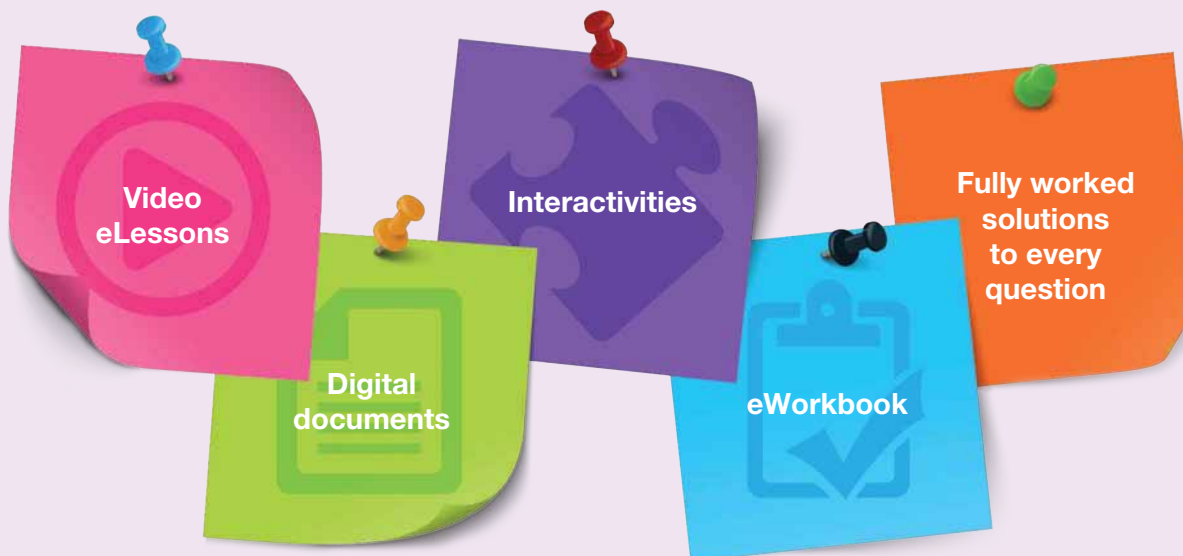 Video
eLessons
Digital
documents
Interactivities
eWorkbook
Fully worked
solutions
to every
question